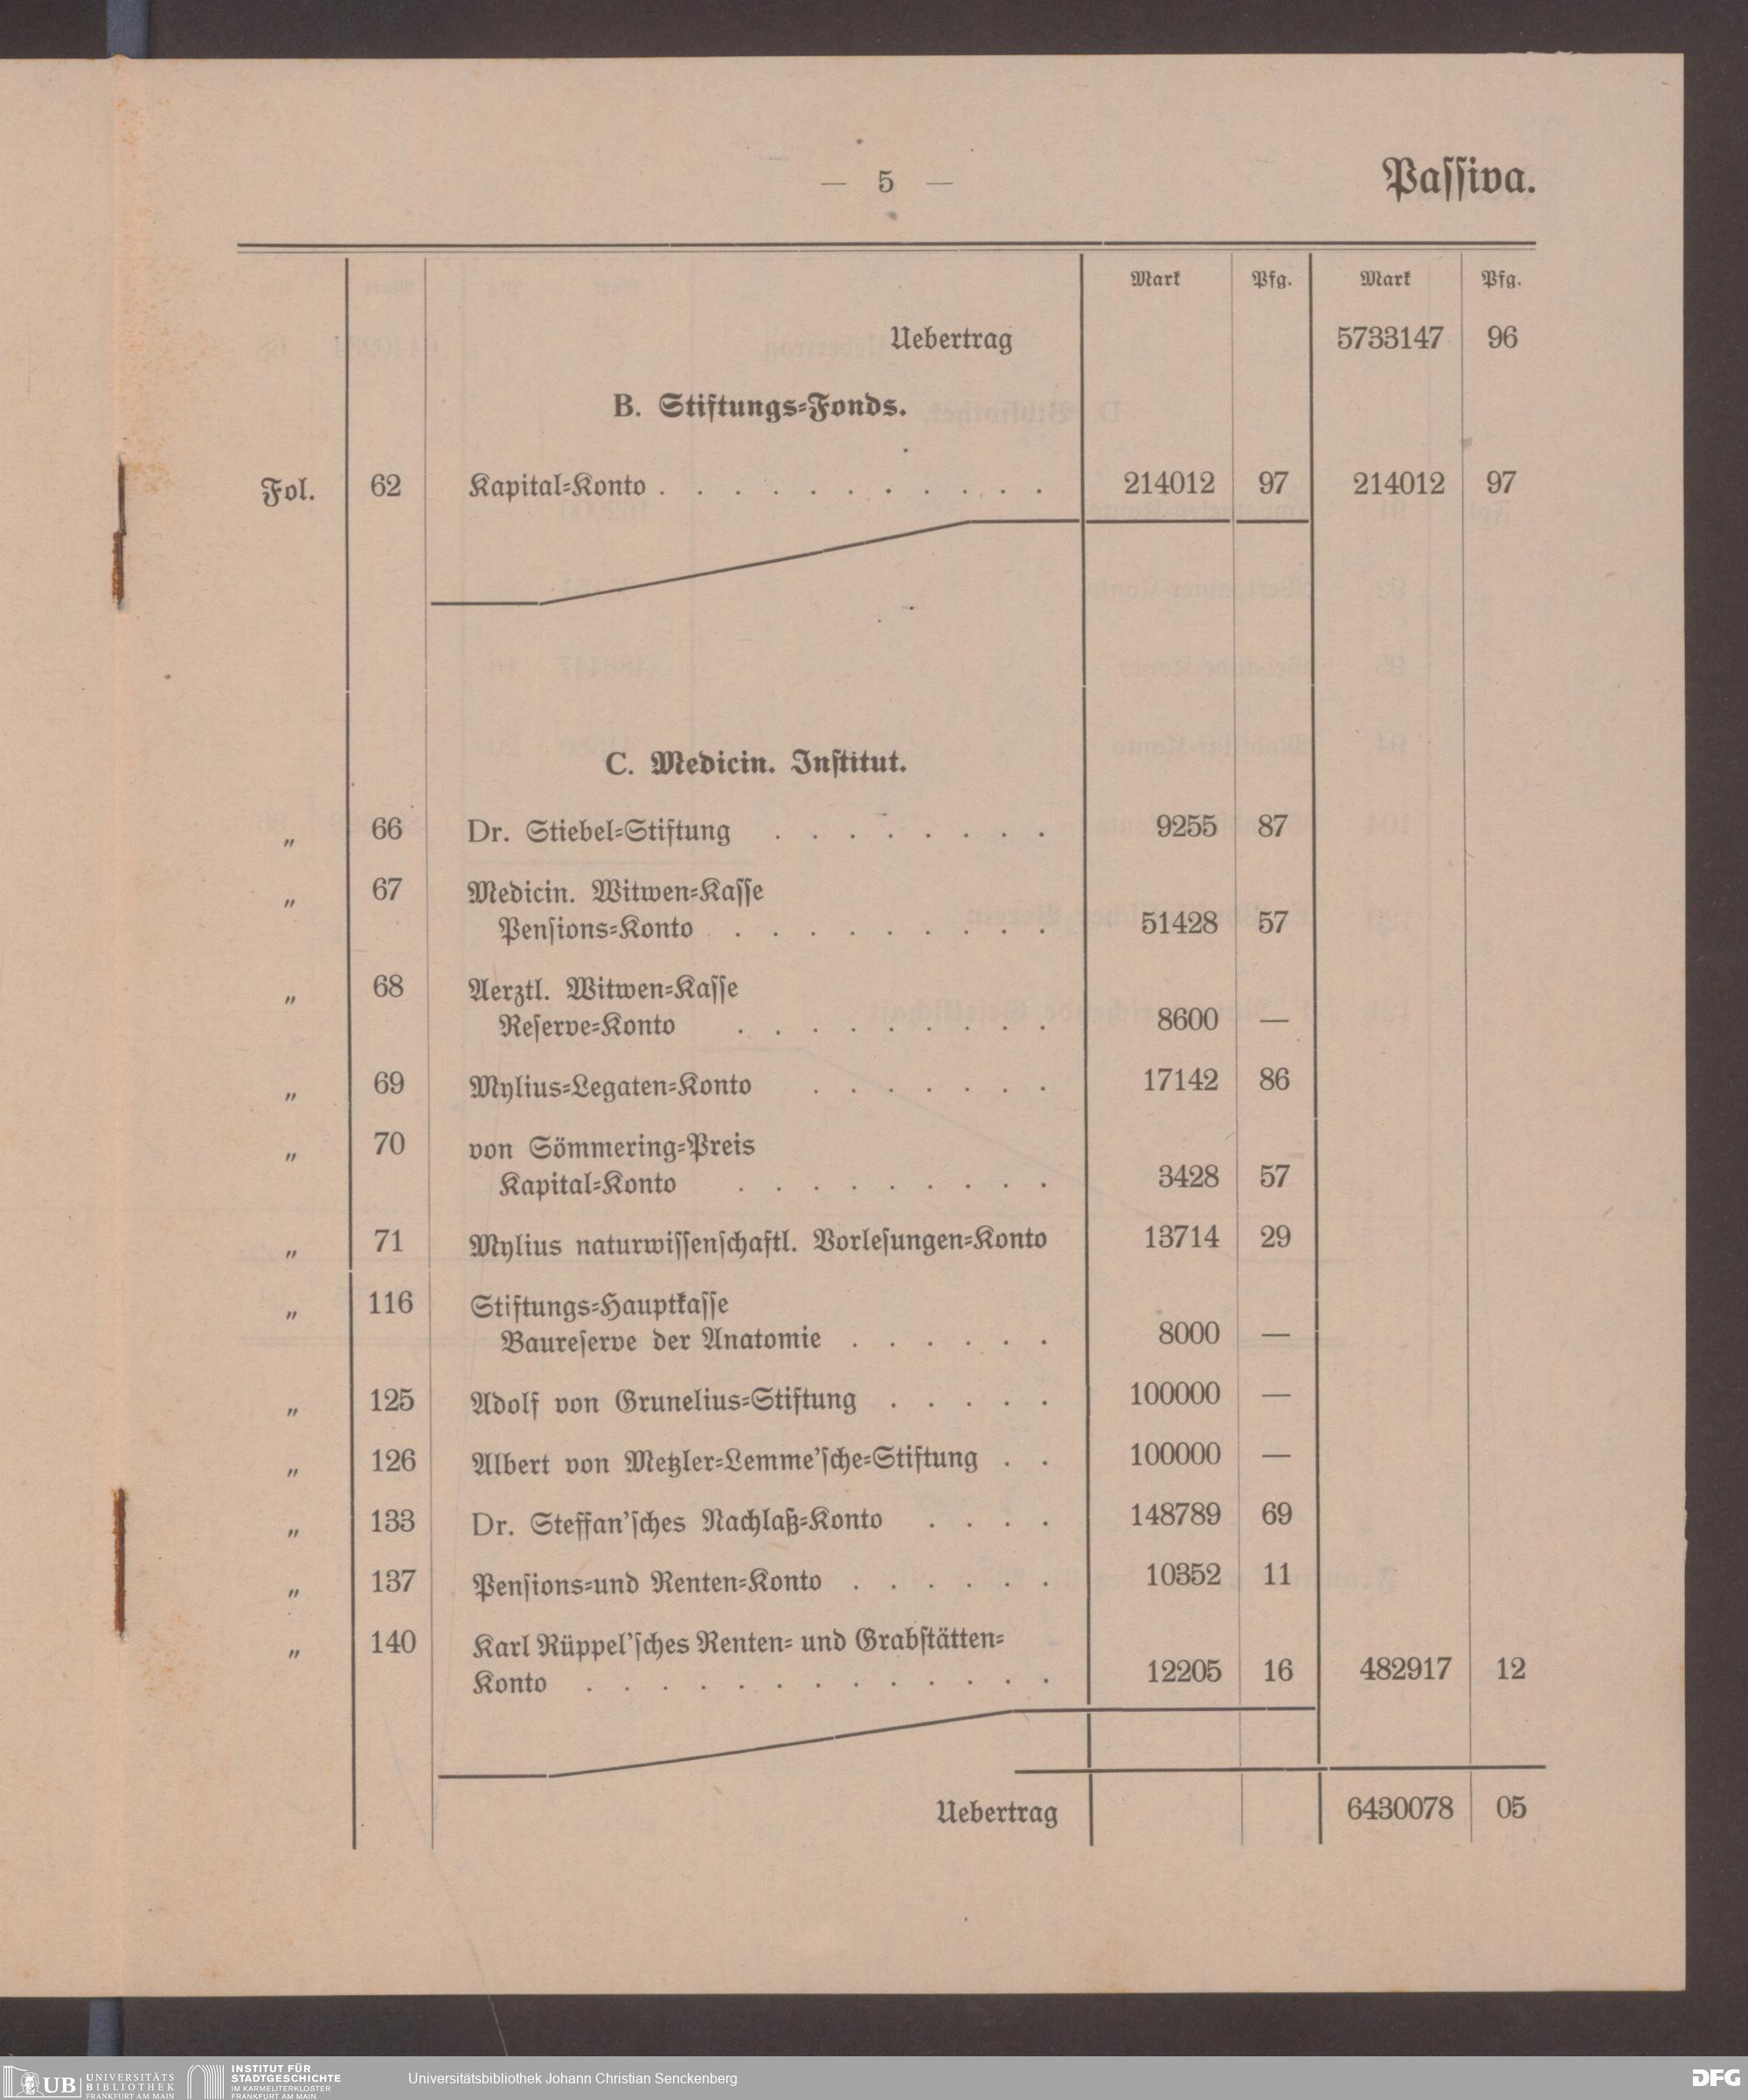 — 5 —
Passiva.
Mark Pfg. Mark Pfg.
Uebertrag 5733147 96
B. Stiftungs-Fonds.
Fol. 62 Kapital-Konto . . . . . . . . . . . 214012 97 214012 97
C. Medicin. Institut.
„ 66 Dr. Stiebel-Stiftung . . . . . . . . 9255 87
„ 67 Medicin. Witwen-Kasse
Pensions-Konto . . . . . . . . . 51428 57
„ 68 Aerztl. Witwen-Kasse
Reserve-Konto . . . . . . . . . 8600 —
„ 69 Mylius-Legaten-Konto . . . . . . . 17142 86
„ 70 von Sömmering-Preis
Kapital-Konto . . . . . . . . . 3428 57
„ 71 Mylius naturwissenschaftl. Vorlesungen-Konto 13714 29
„ 116 Stiftungs-Hauptkasse
Baureserve der Anatomie . . . . . . 8000 —
„ 125 Adolf von Grunelius-Stiftung . . . . . 100000 —
„ 126 Albert von Metzler-Lemme'sche-Stiftung . . 100000 —
„ 133 Dr. Steffan'sches Nachlaß-Konto . . . . 148789 69
„ 137 Pensions-und Renten-Konto . . . . . . 10352 11
„ 140 Karl Rüppel'sches Renten- und Grabstätten-
Konto . . . . . . . . . . . . . 12205 16 482917 12
Uebertrag 6430078 05
UB UNIVERSITÄTS
BIBLIOTHEK
FRANKFURT AM MAIN
INSTITUT FÜR
STADTGESCHICHTE
IM KARMELITERKLOSTER
FRANKFURT AM MAIN
Universitätsbibliothek Johann Christian Senckenberg
DFG